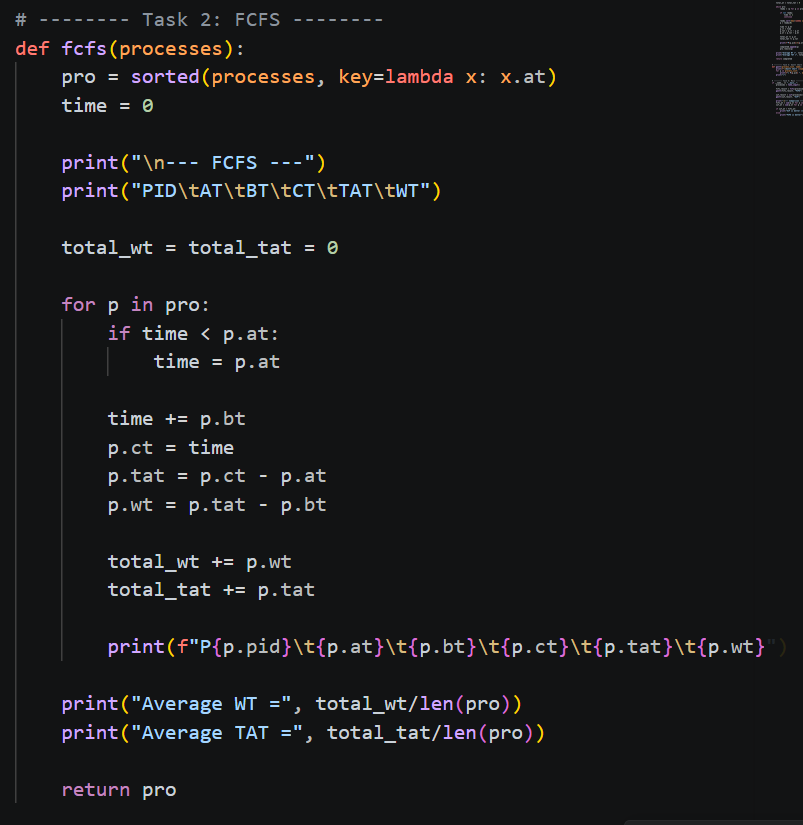 # -------- Task 2: FCFS --------
def fcfs(processes):
    pro = sorted(processes, key=lambda x: x.at)
    time = 0

    print("\n--- FCFS ---")
    print("PID\tAT\tBT\tCT\tTAT\tWT")

    total_wt = total_tat = 0

    for p in pro:
        if time < p.at:
            time = p.at

        time += p.bt
        p.ct = time
        p.tat = p.ct - p.at
        p.wt = p.tat - p.bt

        total_wt += p.wt
        total_tat += p.tat

        print(f"P{p.pid}\t{p.at}\t{p.bt}\t{p.ct}\t{p.tat}\t{p.wt}")

    print("Average WT =", total_wt/len(pro))
    print("Average TAT =", total_tat/len(pro))

    return pro